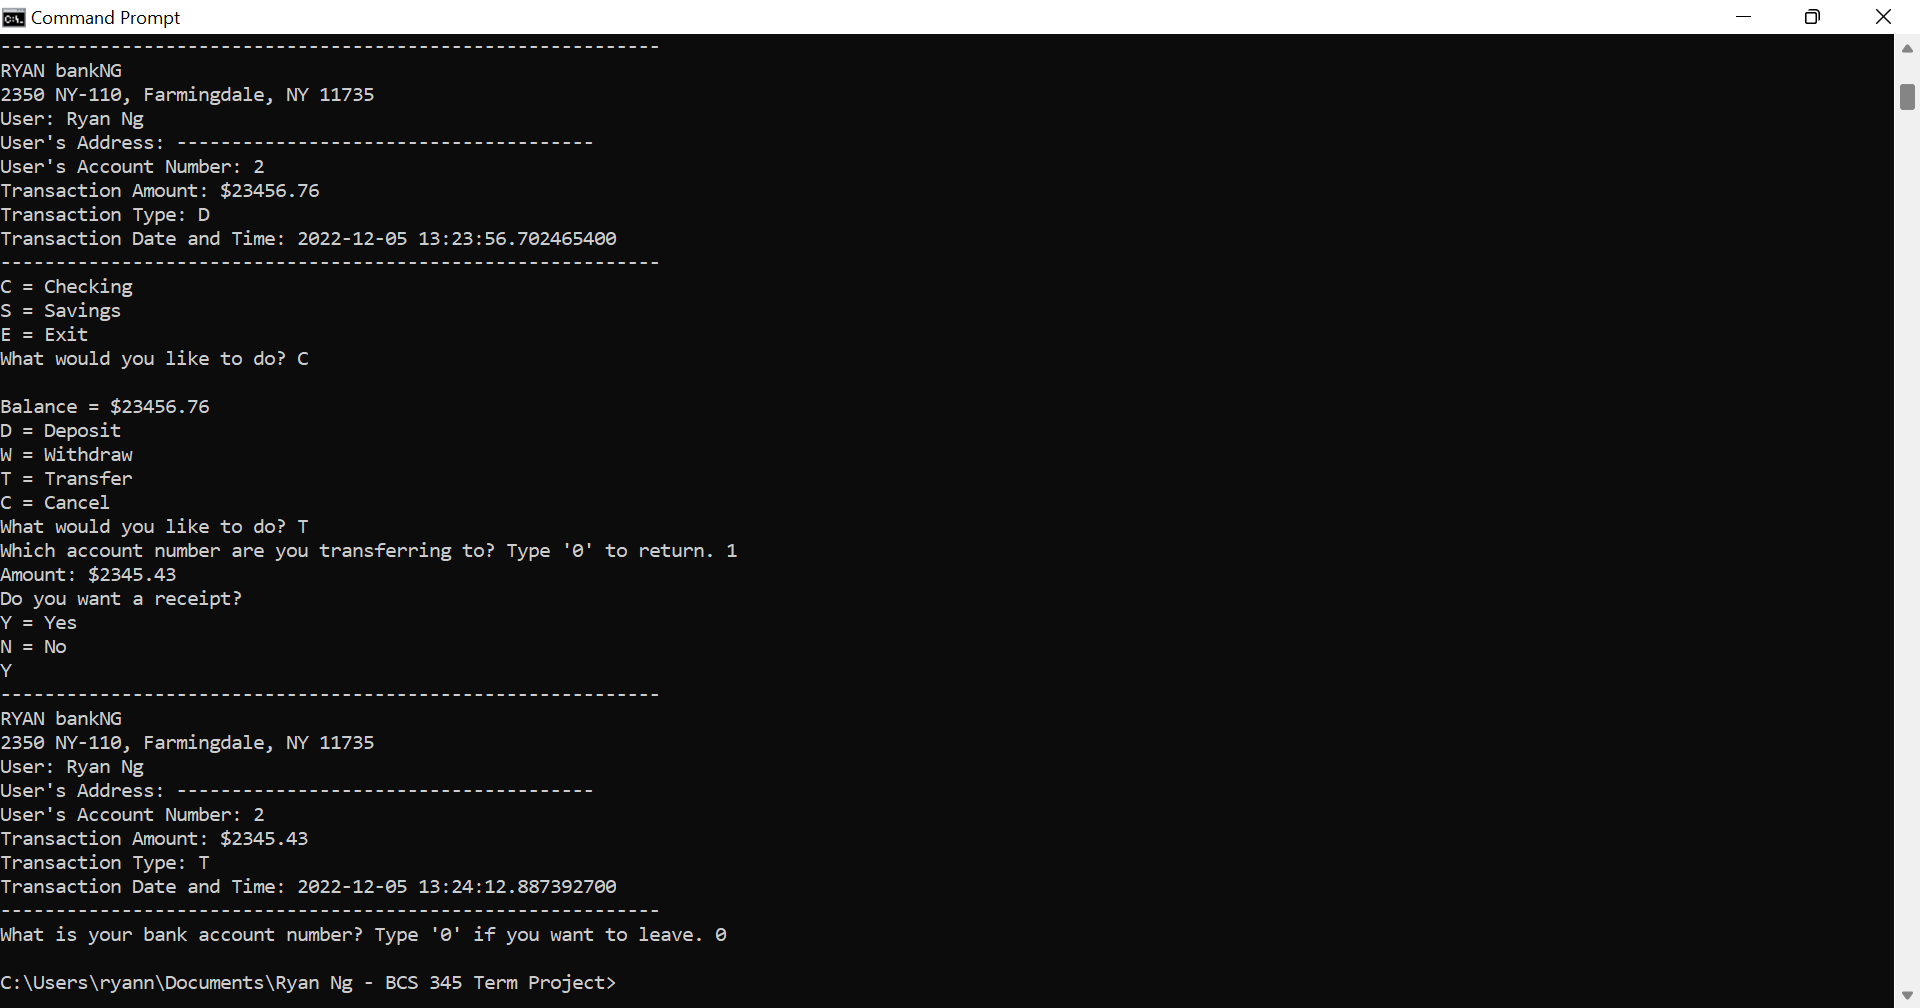 Command Prompt
------------------------------------------------------------
RYAN bankNG
2350 NY-110, Farmingdale, NY 11735
User: Ryan Ng
User's Address: --------------------------------------
User's Account Number: 2
Transaction Amount: $23456.76
Transaction Type: D
Transaction Date and Time: 2022-12-05 13:23:56.702465400
------------------------------------------------------------
C = Checking
S = Savings
E = Exit
What would you like to do? C

Balance = $23456.76
D = Deposit
W = Withdraw
T = Transfer
C = Cancel
What would you like to do? T
Which account number are you transferring to? Type '0' to return. 1
Amount: $2345.43
Do you want a receipt?
Y = Yes
N = No
Y
------------------------------------------------------------
RYAN bankNG
2350 NY-110, Farmingdale, NY 11735
User: Ryan Ng
User's Address: --------------------------------------
User's Account Number: 2
Transaction Amount: $2345.43
Transaction Type: T
Transaction Date and Time: 2022-12-05 13:24:12.887392700
------------------------------------------------------------
What is your bank account number? Type '0' if you want to leave. 0

C:\Users\ryann\Documents\Ryan Ng - BCS 345 Term Project>